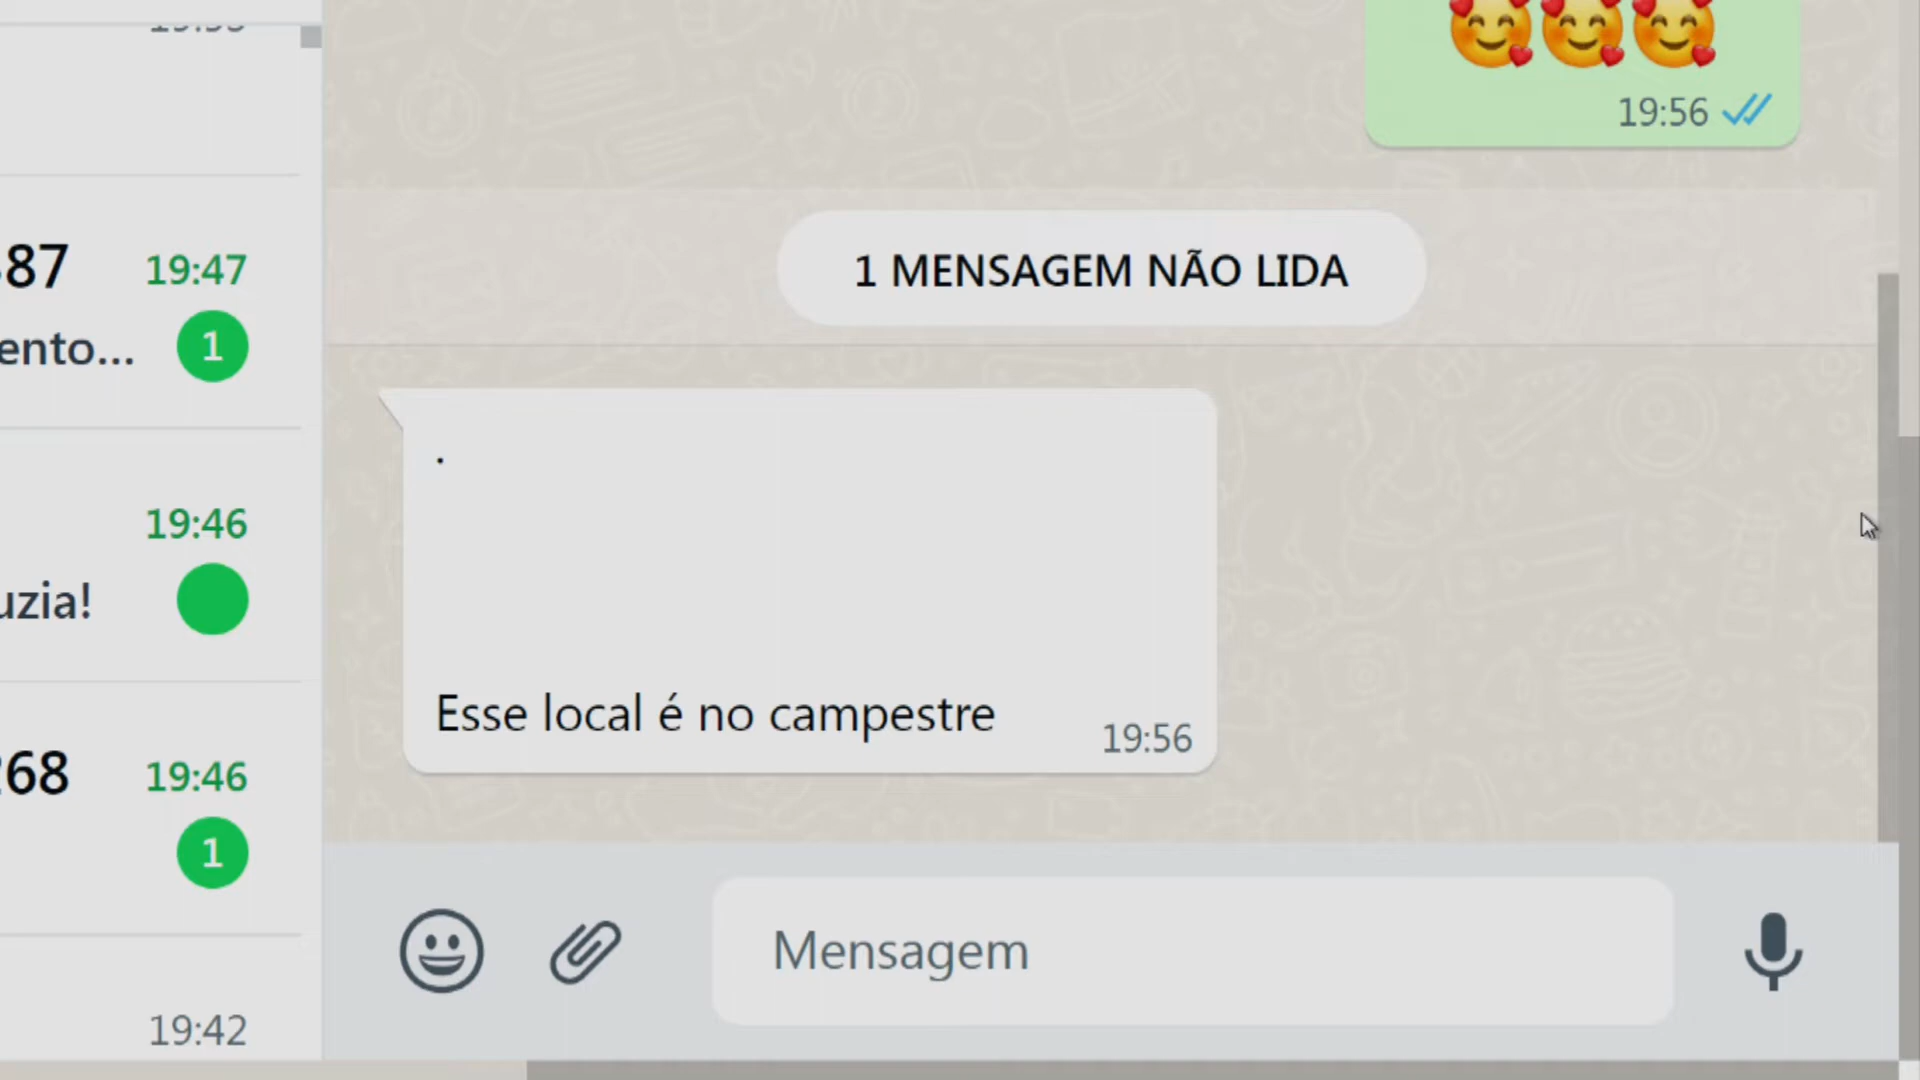 87
19:47
ento...
1
19:46
uzia!
268
19:46
1
19:42
19:56
1 MENSAGEM NÃO LIDA
.
Esse local é no campestre
19:56
Mensagem